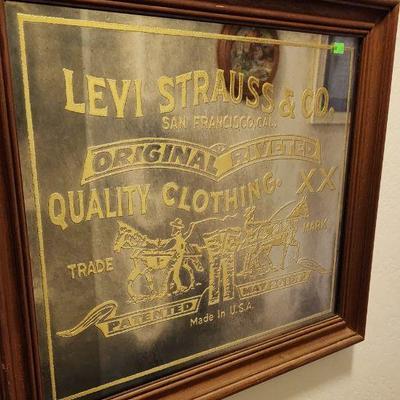 LEVI STRAUSS & CO.
SAN FRANCISCO, CAL.
ORIGINAL RIVETED
QUALITY CLOTHING. XX
TRADE MARK
PATENTED MAY 20 1873
Made in U.S.A.